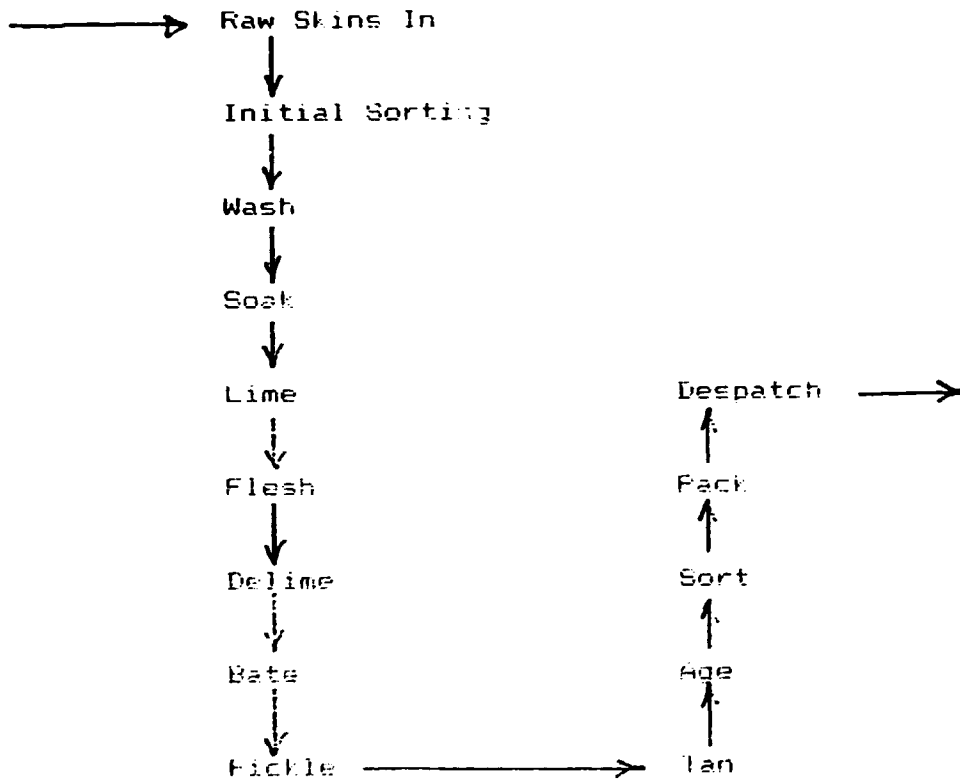 Raw Skins In
Initial Sorting
Wash
Soak
Lime
Flesh
Delime
Bate
Pickle
Tan
Age
Sort
Pack
Despatch